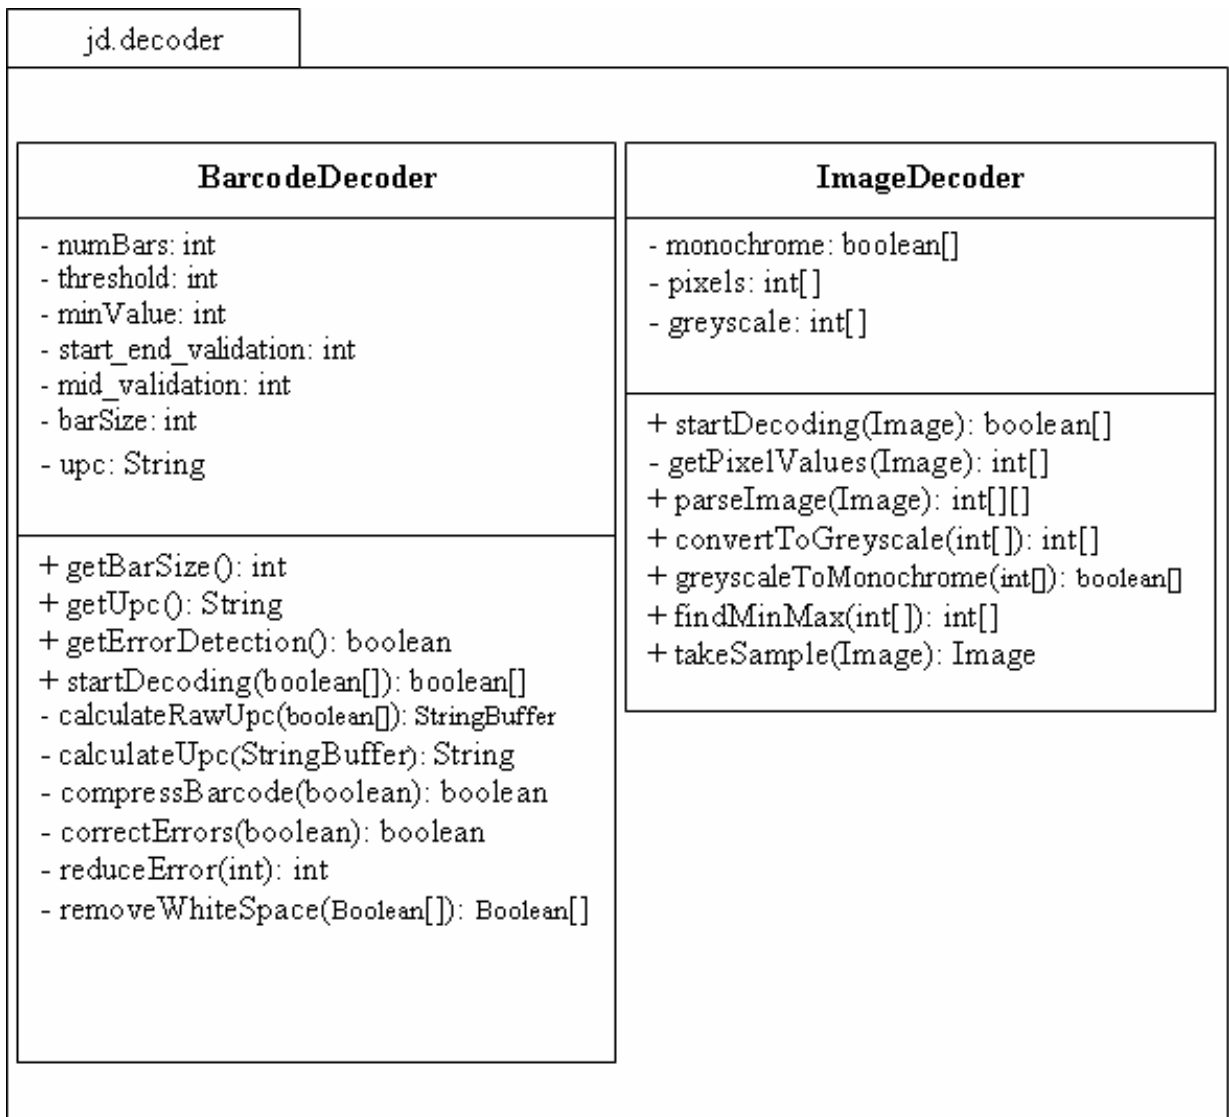 jd.decoder
BarcodeDecoder
- numBars: int
- threshold: int
- minValue: int
- start_end_validation: int
- mid_validation: int
- barSize: int
- upc: String
+ getBarSize(): int
+ getUpc(): String
+ getErrorDetection(): boolean
+ startDecoding(boolean[]): boolean[]
- calculateRawUpc(boolean[]): StringBuffer
- calculateUpc(StringBuffer): String
- compressBarcode(boolean): boolean
- correctErrors(boolean): boolean
- reduceError(int): int
- removeWhiteSpace(Boolean[]): Boolean[]
ImageDecoder
- monochrome: boolean[]
- pixels: int[]
- greyscale: int[]
+ startDecoding(Image): boolean[]
- getPixelValues(Image): int[]
+ parseImage(Image): int[][]
+ convertToGreyscale(int[]): int[]
+ greyscaleToMonochrome(int[]): boolean[]
+ findMinMax(int[]): int[]
+ takeSample(Image): Image